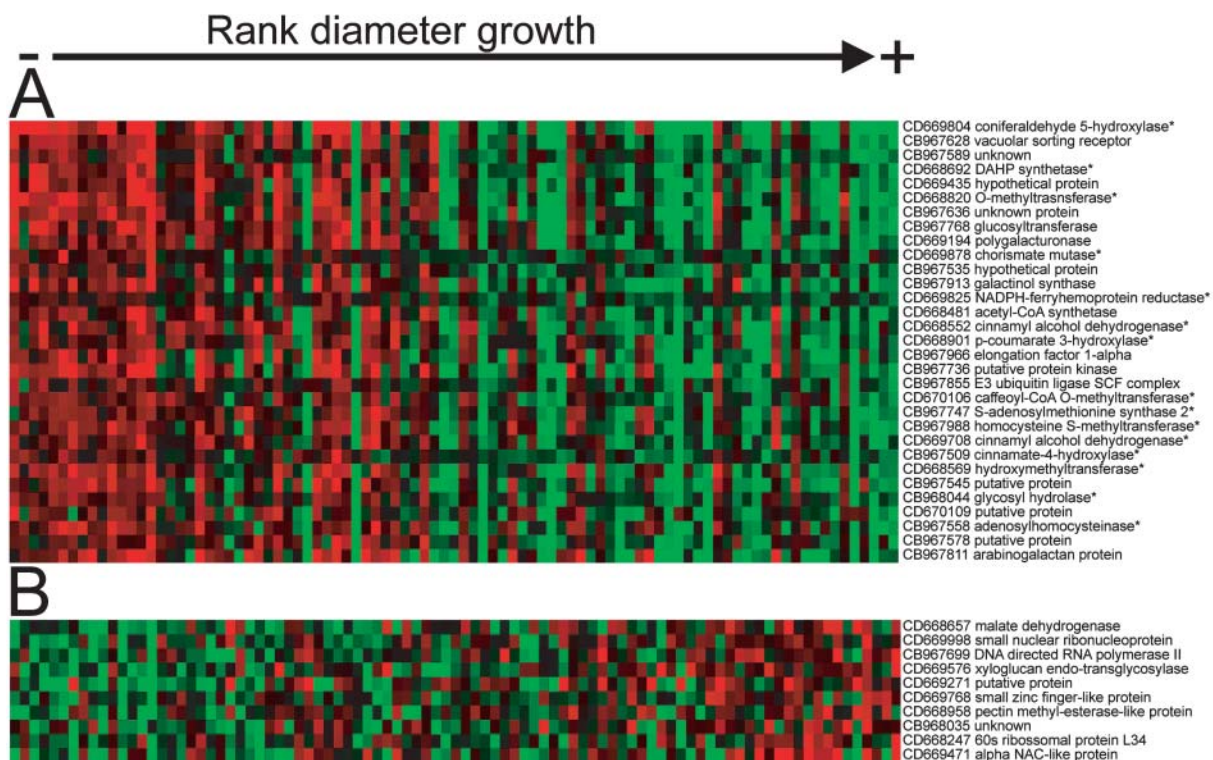 Rank diameter growth
− +
A
CD669804 coniferaldehyde 5-hydroxylase*
CB967628 vacuolar sorting receptor
CB967589 unknown
CD668692 DAHP synthetase*
CD669435 hypothetical protein
CD668820 O-methyltrasnsferase*
CB967636 unknown protein
CB967768 glucosyltransferase
CD669194 polygalacturonase
CD669878 chorismate mutase*
CB967535 hypothetical protein
CB967913 galactinol synthase
CD669825 NADPH-ferryhemoprotein reductase*
CD668481 acetyl-CoA synthetase
CD668552 cinnamyl alcohol dehydrogenase*
CD668901 p-coumarate 3-hydroxylase*
CB967966 elongation factor 1-alpha
CB967736 putative protein kinase
CB967855 E3 ubiquitin ligase SCF complex
CD670106 caffeoyl-CoA O-methyltransferase*
CB967747 S-adenosylmethionine synthase 2*
CB967988 homocysteine S-methyltransferase*
CD669708 cinnamyl alcohol dehydrogenase*
CB967509 cinnamate-4-hydroxylase*
CD668569 hydroxymethyltransferase*
CB967545 putative protein
CB968044 glycosyl hydrolase*
CD670109 putative protein
CB967558 adenosylhomocysteinase*
CB967578 putative protein
CB967811 arabinogalactan protein
B
CD668657 malate dehydrogenase
CD669998 small nuclear ribonucleoprotein
CB967699 DNA directed RNA polymerase II
CD669576 xyloglucan endo-transglycosylase
CD669271 putative protein
CD669768 small zinc finger-like protein
CD668958 pectin methyl-esterase-like protein
CB968035 unknown
CD668247 60s ribossomal protein L34
CD669471 alpha NAC-like protein